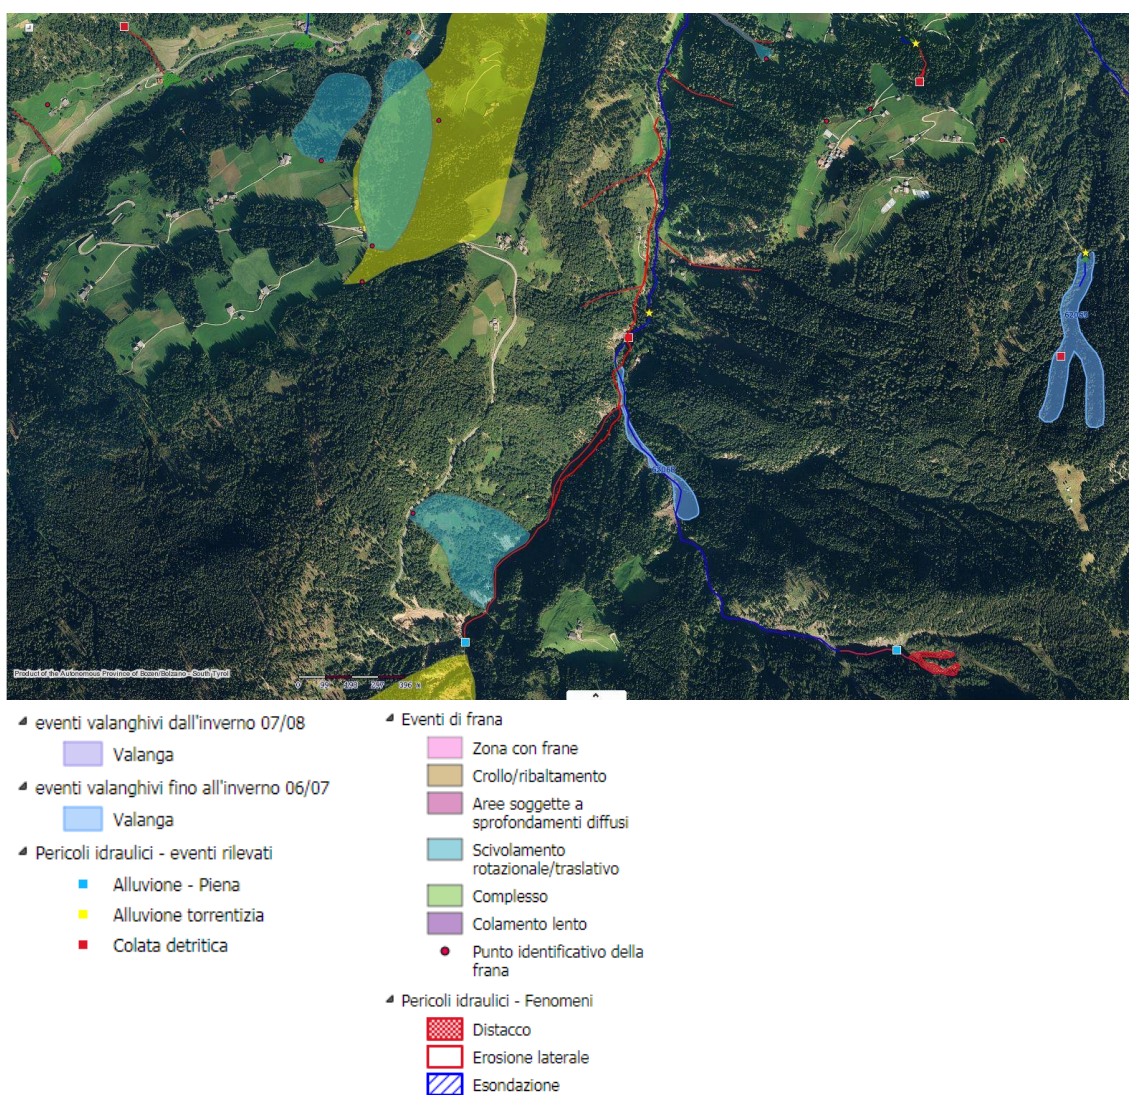 62065
62066
Product of the Autonomous Province of Bozen/Bolzano - South Tyrol
eventi valanghivi dall'inverno 07/08
Valanga
eventi valanghivi fino all'inverno 06/07
Valanga
Pericoli idraulici - eventi rilevati
Alluvione - Piena
Alluvione torrentizia
Colata detritica
Eventi di frana
Zona con frane
Crollo/ribaltamento
Aree soggette a
sprofondamenti diffusi
Scivolamento
rotazionale/traslativo
Complesso
Colamento lento
Punto identificativo della
frana
Pericoli idraulici - Fenomeni
Distacco
Erosione laterale
Esondazione